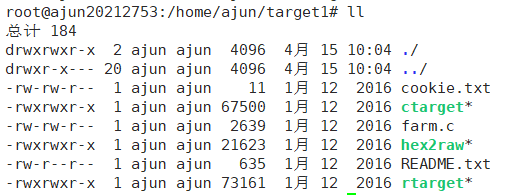 root@ajun20212753:/home/ajun/target1# ll
总计 184
drwxrwxr-x  2 ajun ajun  4096  4月 15 10:04 ./
drwxr-x--- 20 ajun ajun  4096  4月 15 10:04 ../
-rw-rw-r--  1 ajun ajun    11  1月 12  2016 cookie.txt
-rwxrwxr-x  1 ajun ajun 67500  1月 12  2016 ctarget*
-rw-rw-r--  1 ajun ajun  2639  1月 12  2016 farm.c
-rwxrwxr-x  1 ajun ajun 21623  1月 12  2016 hex2raw*
-rw-r--r--  1 ajun ajun   635  1月 12  2016 README.txt
-rwxrwxr-x  1 ajun ajun 73161  1月 12  2016 rtarget*